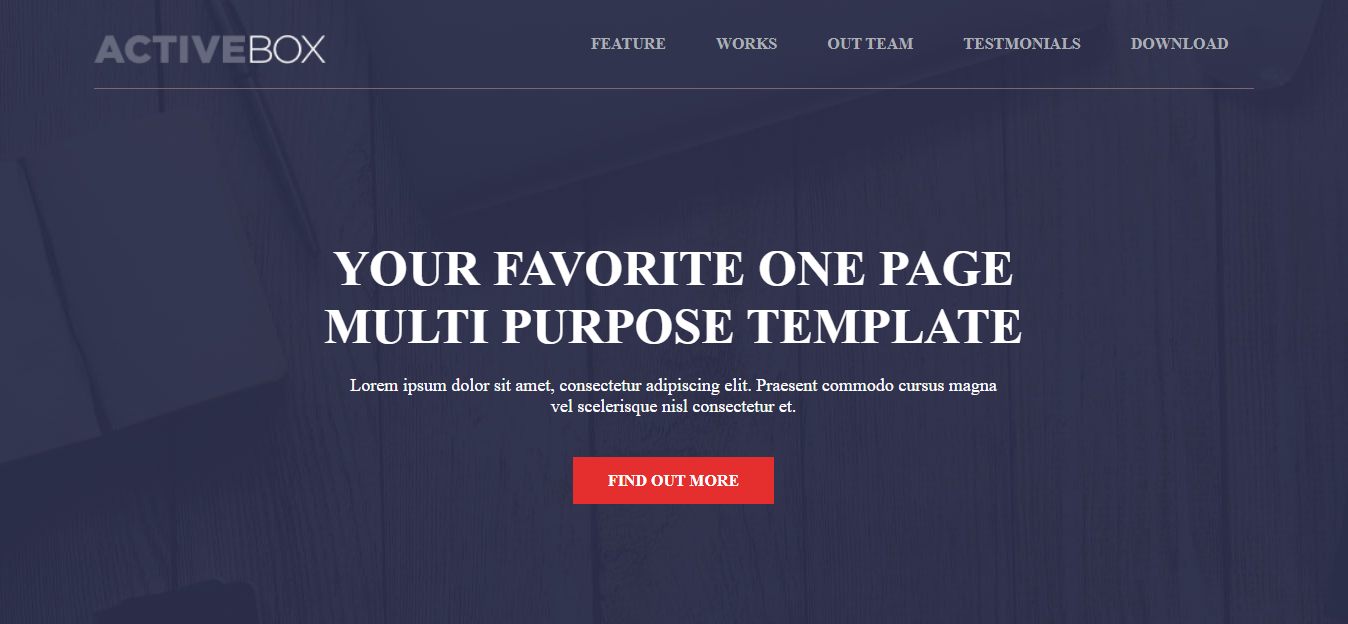 ACTIVEBOX
FEATURE WORKS OUT TEAM TESTMONIALS DOWNLOAD
YOUR FAVORITE ONE PAGE
MULTI PURPOSE TEMPLATE
Lorem ipsum dolor sit amet, consectetur adipiscing elit. Praesent commodo cursus magna
vel scelerisque nisl consectetur et.
FIND OUT MORE